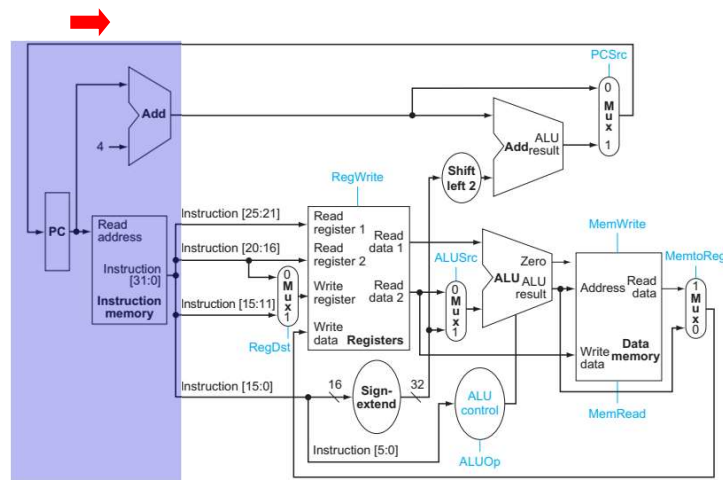 PCSrc
0
M
u
x
1
Add
4
Add
ALU
result
Shift
left 2
RegWrite
PC
Read
address
Instruction
[31:0]
Instruction
memory
Instruction [25:21]
Instruction [20:16]
Instruction [15:11]
0
M
u
x
1
RegDst
Read
register 1
Read
register 2
Write
register
Write
data
Read
data 1
Read
data 2
Registers
ALUSrc
0
M
u
x
1
Zero
ALU
ALU
result
MemWrite
Address
Read
data
Write
data
Data
memory
MemRead
MemtoReg
1
M
u
x
0
Instruction [15:0]
16
Sign-
extend
32
Instruction [5:0]
ALU
control
ALUOp